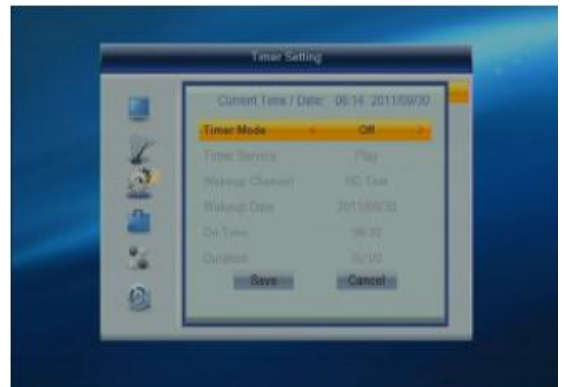 Timer Setting
Current Time / Date: 06:14 2011/09/30
Timer Mode < Off >
Timer Service Play
Wakeup Channel HD Test
Wakeup Date 2011/09/30
On Time
Duration
Save Cancel